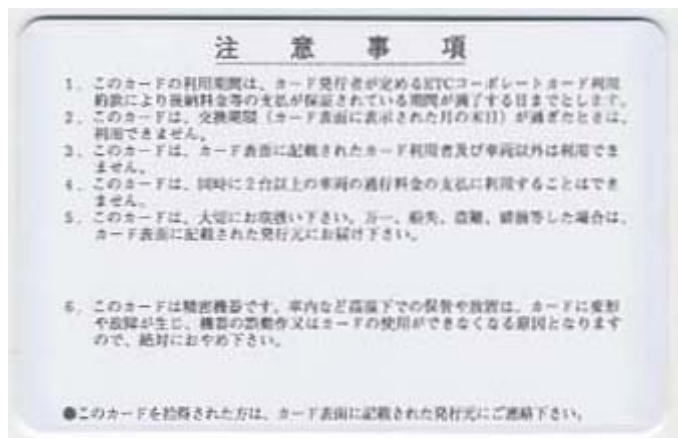 注意事項
1. このカードの利用期間は、カード発行者が定めるETCコーポレートカード利用
約款により後納料金等の支払が保証されている期間が満了する日までとします。
2. このカードは、交換期限（カード表面に表示された月の末日）が過ぎたときは、
利用できません。
3. このカードは、カード表面に記載されたカード利用者及び車両以外は利用でき
ません。
4. このカードは、同時に2台以上の車両の通行料金の支払に利用することはでき
ません。
5. このカードは、大切にお取扱い下さい。万一、紛失、盗難、破損等した場合は、
カード表面に記載された発行元にお届け下さい。
6. このカードは精密機器です。車内など高温下での保管や放置は、カードに変形
や故障が生じ、機器の誤動作又はカードの使用ができなくなる原因となります
ので、絶対におやめ下さい。
●このカードを拾得された方は、カード表面に記載された発行元にご連絡下さい。